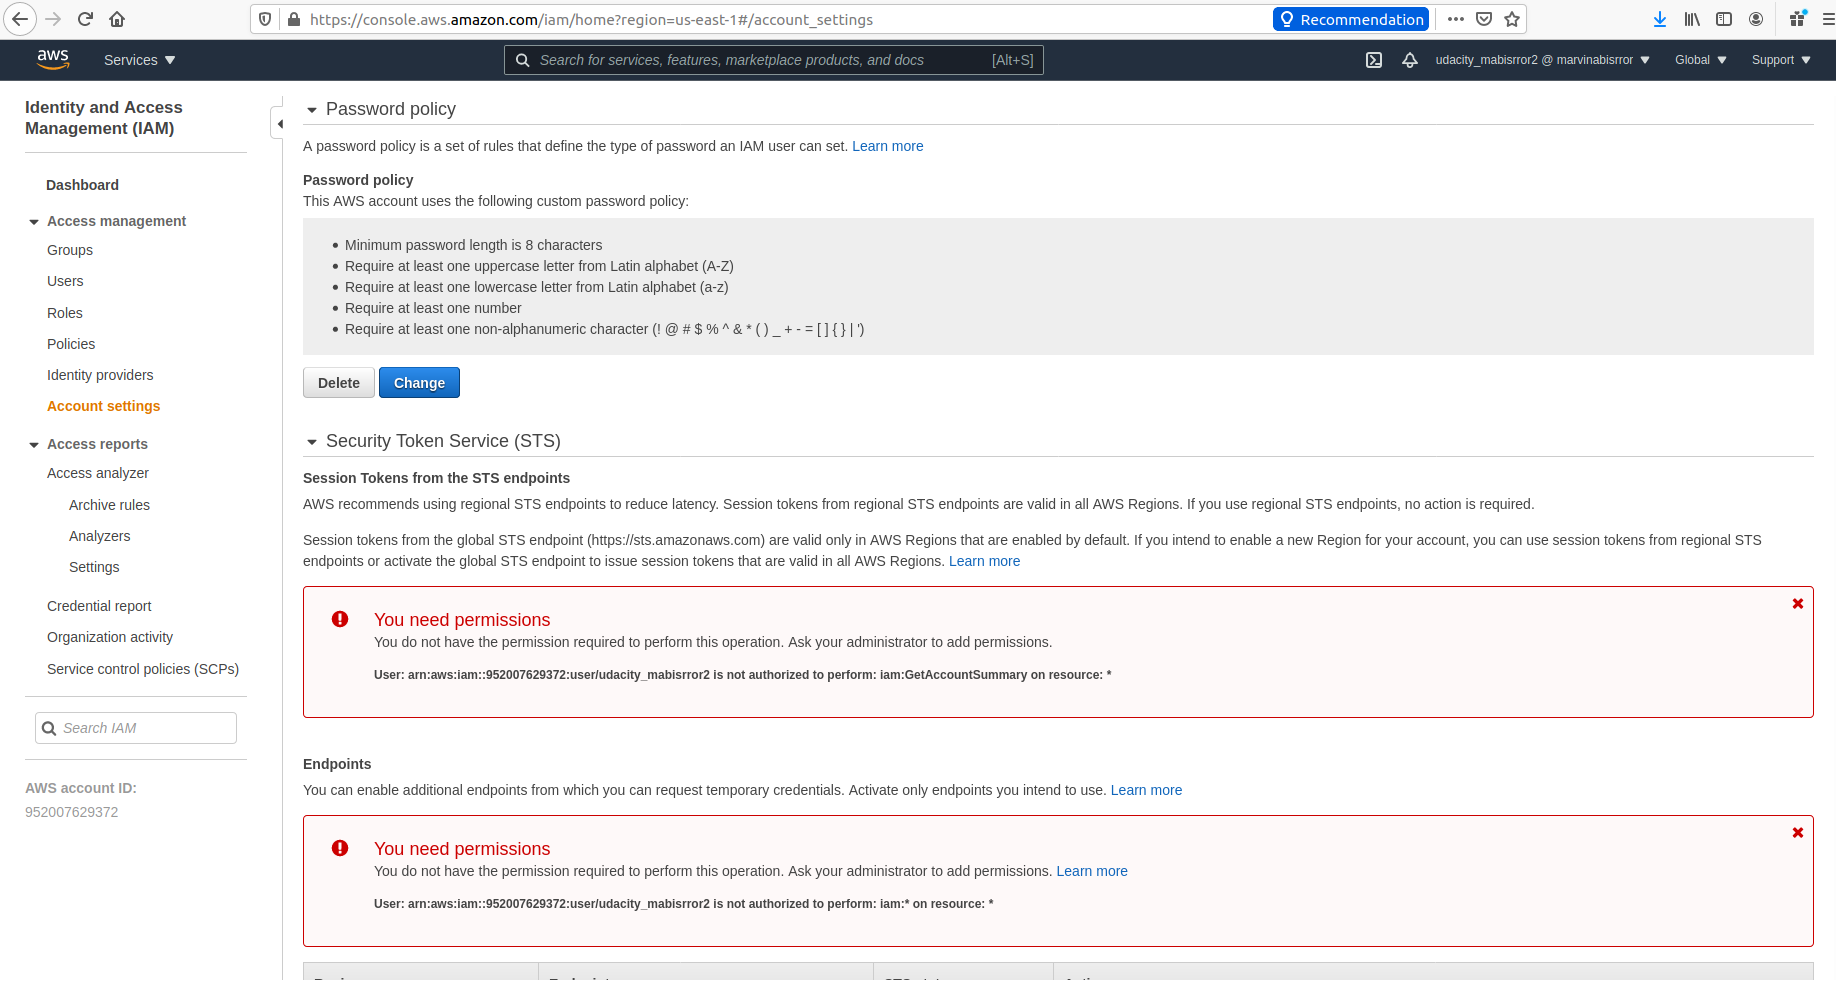 https://console.aws.amazon.com/iam/home?region=us-east-1#/account_settings
Recommendation
aws
Services
Search for services, features, marketplace products, and docs
[Alt+S]
udacity_mabisrror2 @ marvinabisrror
Global
Support
Identity and Access
Management (IAM)
Dashboard
Access management
Groups
Users
Roles
Policies
Identity providers
Account settings
Access reports
Access analyzer
Archive rules
Analyzers
Settings
Credential report
Organization activity
Service control policies (SCPs)
Search IAM
AWS account ID:
952007629372
Password policy
A password policy is a set of rules that define the type of password an IAM user can set. Learn more
Password policy
This AWS account uses the following custom password policy:
• Minimum password length is 8 characters
• Require at least one uppercase letter from Latin alphabet (A-Z)
• Require at least one lowercase letter from Latin alphabet (a-z)
• Require at least one number
• Require at least one non-alphanumeric character (! @ # $ % ^ & * ( ) _ + - = [ ] { } | ')
Delete
Change
Security Token Service (STS)
Session Tokens from the STS endpoints
AWS recommends using regional STS endpoints to reduce latency. Session tokens from regional STS endpoints are valid in all AWS Regions. If you use regional STS endpoints, no action is required.
Session tokens from the global STS endpoint (https://sts.amazonaws.com) are valid only in AWS Regions that are enabled by default. If you intend to enable a new Region for your account, you can use session tokens from regional STS
endpoints or activate the global STS endpoint to issue session tokens that are valid in all AWS Regions. Learn more
You need permissions
You do not have the permission required to perform this operation. Ask your administrator to add permissions.
User: arn:aws:iam::952007629372:user/udacity_mabisrror2 is not authorized to perform: iam:GetAccountSummary on resource: *
Endpoints
You can enable additional endpoints from which you can request temporary credentials. Activate only endpoints you intend to use. Learn more
You need permissions
You do not have the permission required to perform this operation. Ask your administrator to add permissions. Learn more
User: arn:aws:iam::952007629372:user/udacity_mabisrror2 is not authorized to perform: iam:* on resource: *